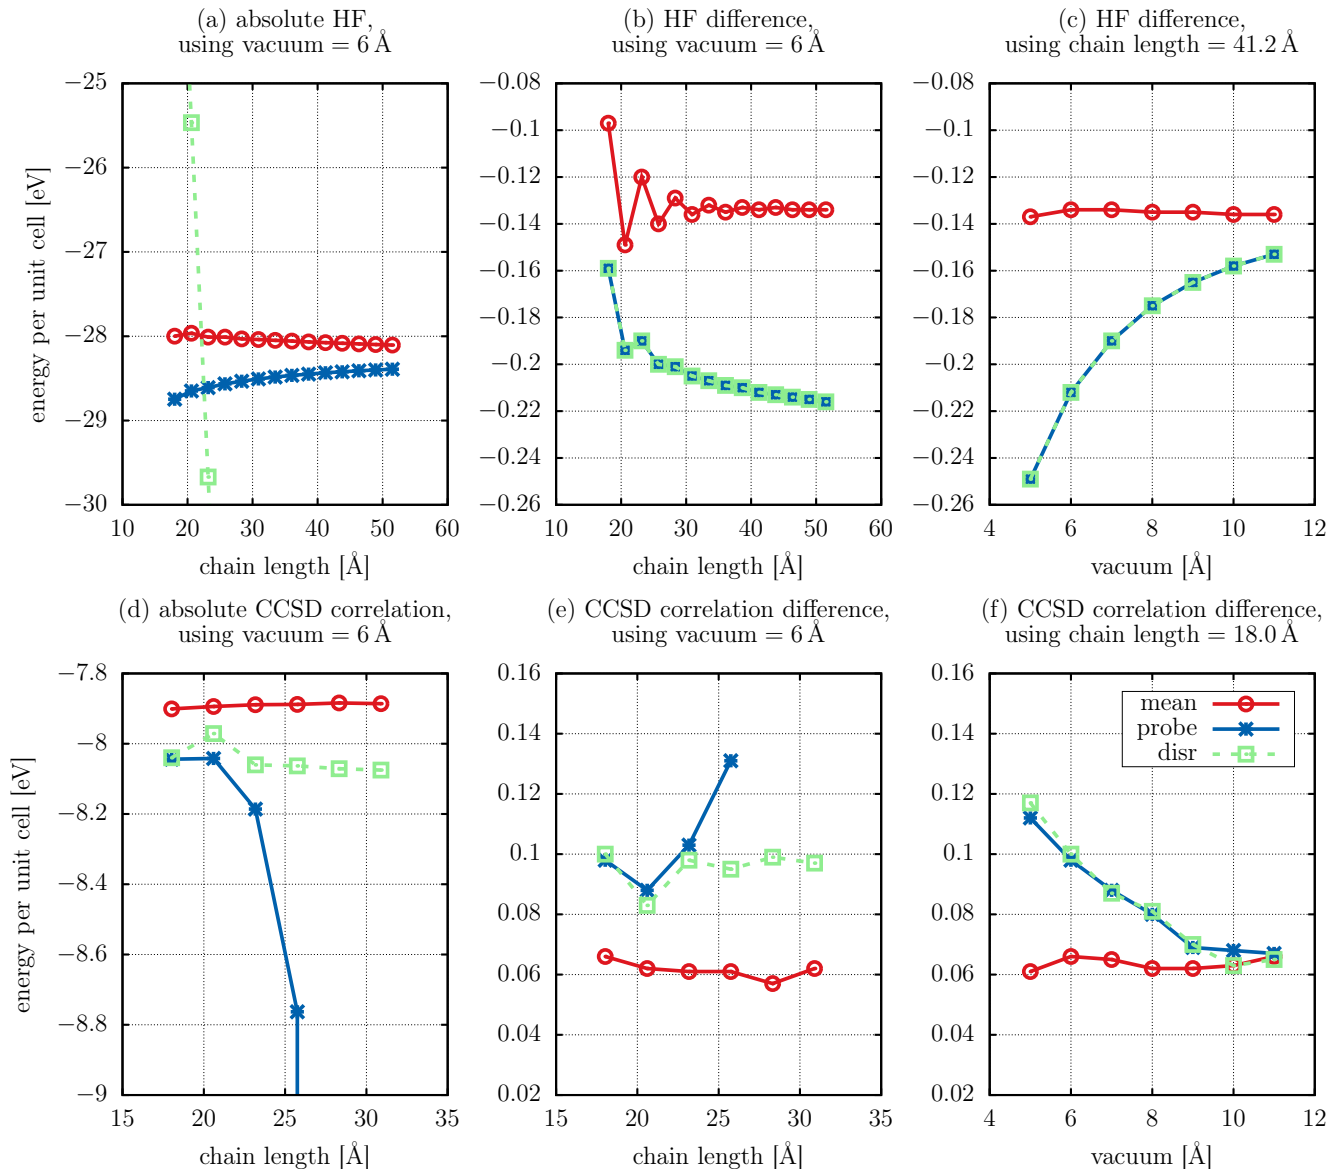 (a) absolute HF,
using vacuum = 6 Å
(b) HF difference,
using vacuum = 6 Å
(c) HF difference,
using chain length = 41.2 Å
energy per unit cell [eV]
−25
−26
−27
−28
−29
−30
10 20 30 40 50 60
chain length [Å]
−0.08
−0.1
−0.12
−0.14
−0.16
−0.18
−0.2
−0.22
−0.24
−0.26
10 20 30 40 50 60
chain length [Å]
−0.08
−0.1
−0.12
−0.14
−0.16
−0.18
−0.2
−0.22
−0.24
−0.26
4 6 8 10 12
vacuum [Å]
(d) absolute CCSD correlation,
using vacuum = 6 Å
(e) CCSD correlation difference,
using vacuum = 6 Å
(f) CCSD correlation difference,
using chain length = 18.0 Å
energy per unit cell [eV]
−7.8
−8
−8.2
−8.4
−8.6
−8.8
−9
15 20 25 30 35
chain length [Å]
0.16
0.14
0.12
0.1
0.08
0.06
0.04
0.02
15 20 25 30 35
chain length [Å]
0.16
0.14
0.12
0.1
0.08
0.06
0.04
0.02
4 6 8 10 12
vacuum [Å]
mean
probe
disr